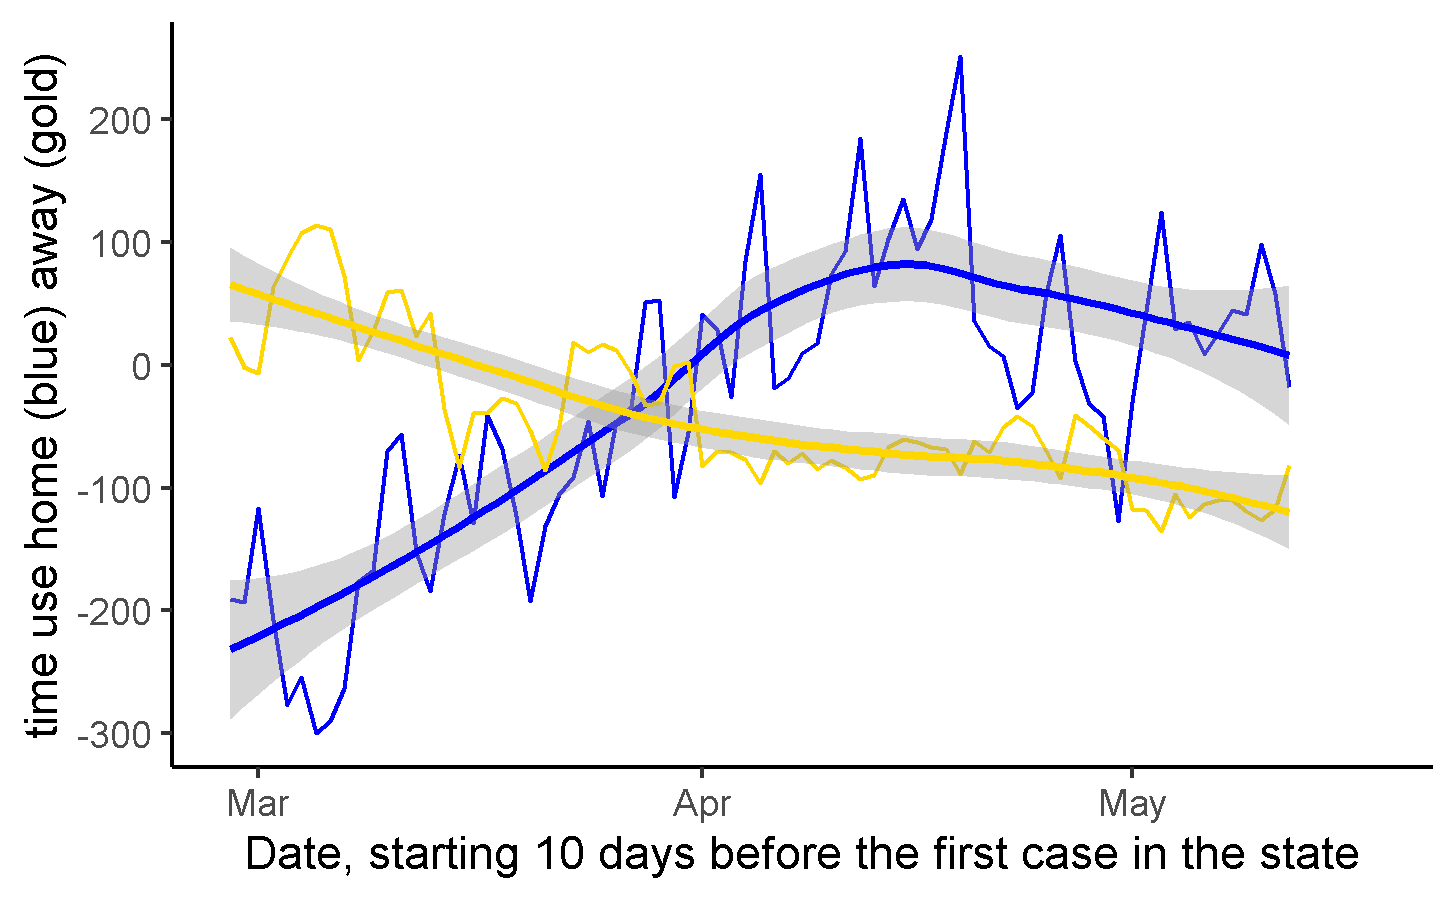 time use home (blue) away (gold)
200
100
0
-100
-200
-300
Mar
Apr
May
Date, starting 10 days before the first case in the state